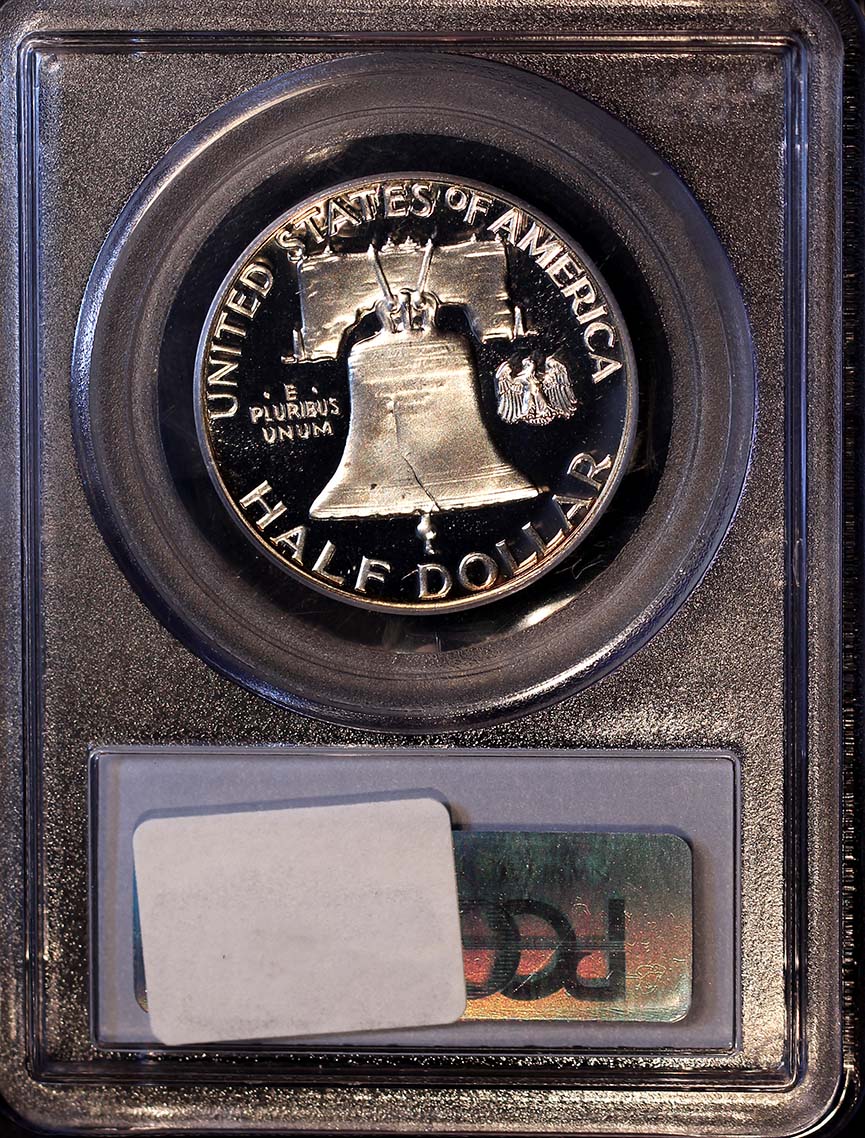 UNITED STATES OF AMERICA
· E ·
PLURIBUS
UNUM
HALF DOLLAR